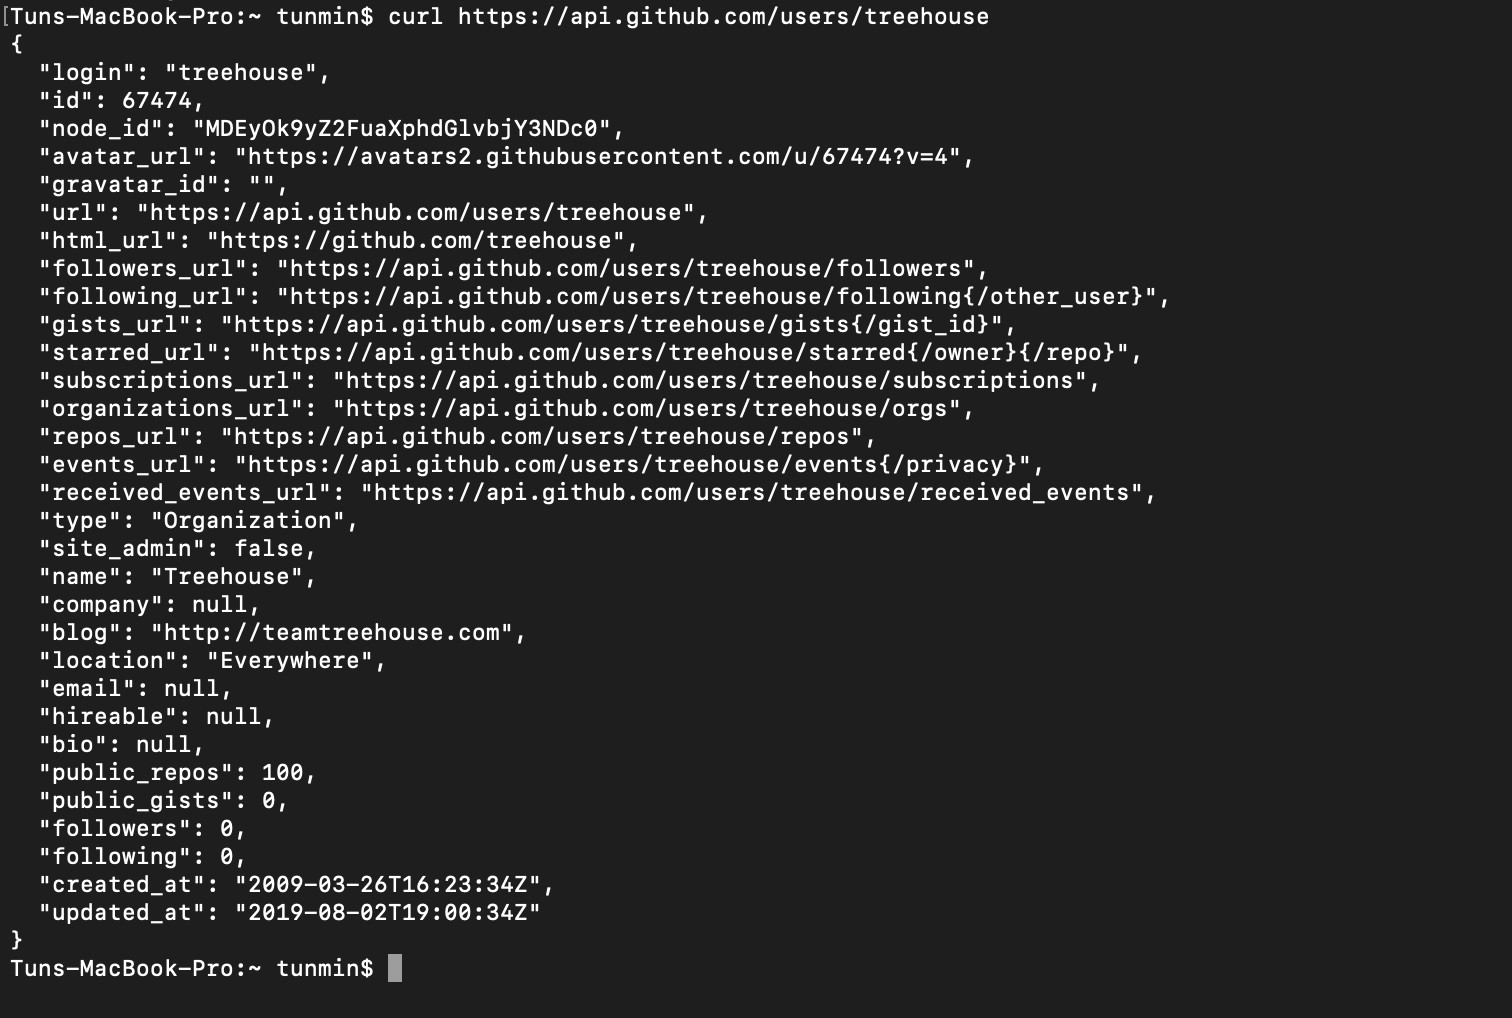 [Tuns-MacBook-Pro:~ tunmin$ curl https://api.github.com/users/treehouse
{
  "login": "treehouse",
  "id": 67474,
  "node_id": "MDEyOk9yZ2FuaXphdGlvbjY3NDc0",
  "avatar_url": "https://avatars2.githubusercontent.com/u/67474?v=4",
  "gravatar_id": "",
  "url": "https://api.github.com/users/treehouse",
  "html_url": "https://github.com/treehouse",
  "followers_url": "https://api.github.com/users/treehouse/followers",
  "following_url": "https://api.github.com/users/treehouse/following{/other_user}",
  "gists_url": "https://api.github.com/users/treehouse/gists{/gist_id}",
  "starred_url": "https://api.github.com/users/treehouse/starred{/owner}{/repo}",
  "subscriptions_url": "https://api.github.com/users/treehouse/subscriptions",
  "organizations_url": "https://api.github.com/users/treehouse/orgs",
  "repos_url": "https://api.github.com/users/treehouse/repos",
  "events_url": "https://api.github.com/users/treehouse/events{/privacy}",
  "received_events_url": "https://api.github.com/users/treehouse/received_events",
  "type": "Organization",
  "site_admin": false,
  "name": "Treehouse",
  "company": null,
  "blog": "http://teamtreehouse.com",
  "location": "Everywhere",
  "email": null,
  "hireable": null,
  "bio": null,
  "public_repos": 100,
  "public_gists": 0,
  "followers": 0,
  "following": 0,
  "created_at": "2009-03-26T16:23:34Z",
  "updated_at": "2019-08-02T19:00:34Z"
}
Tuns-MacBook-Pro:~ tunmin$